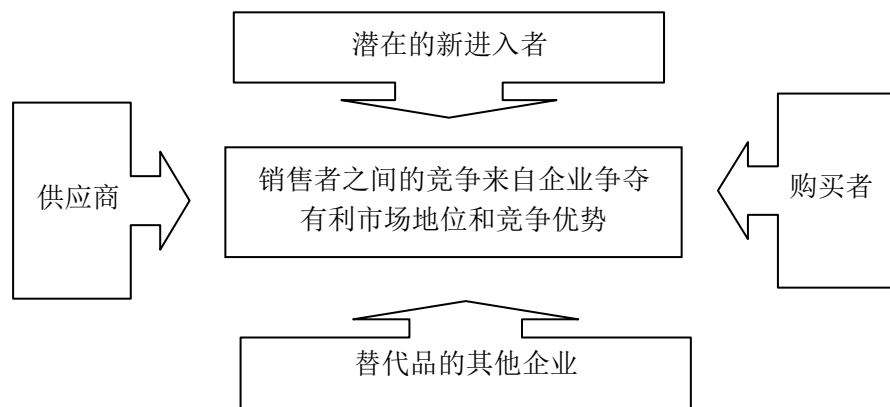 潜在的新进入者
供应商
销售者之间的竞争来自企业争夺
有利市场地位和竞争优势
购买者
替代品的其他企业